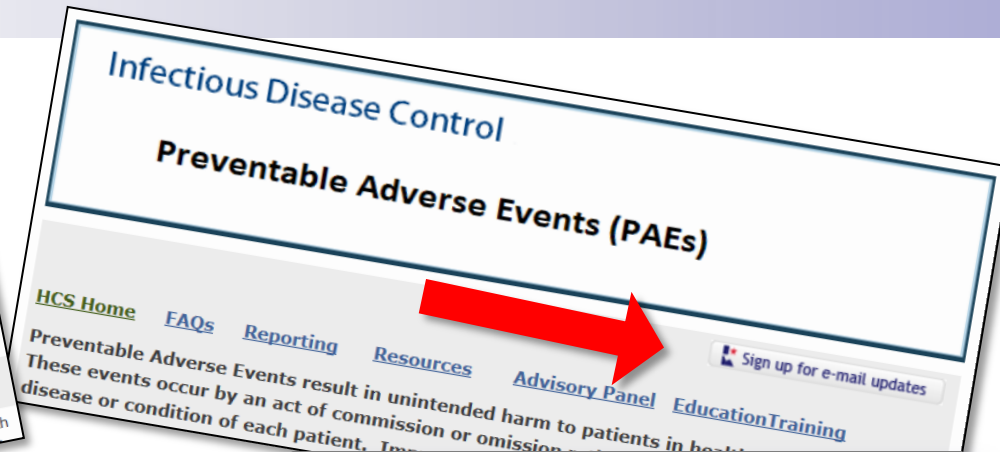 Infectious Disease Control
Preventable Adverse Events (PAEs)
Sign up for e-mail updates
HCS Home FAQs Reporting Resources Advisory Panel EducationTraining
Preventable Adverse Events result in unintended harm to patients in
These events occur by an act of commission or omission
disease or condition of each patient.